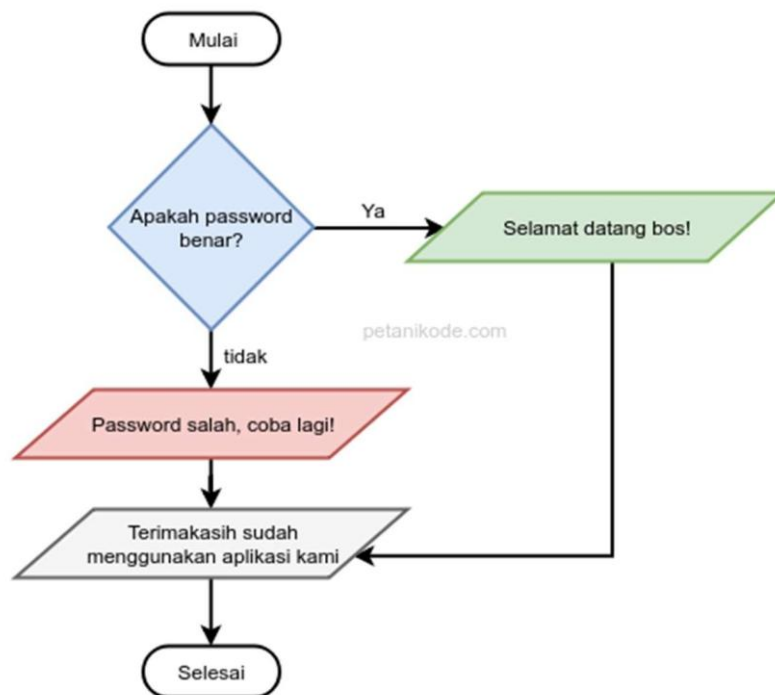 Mulai
Apakah password
benar?
Ya
Selamat datang bos!
petanikode.com
tidak
Password salah, coba lagi!
Terimakasih sudah
menggunakan aplikasi kami
Selesai